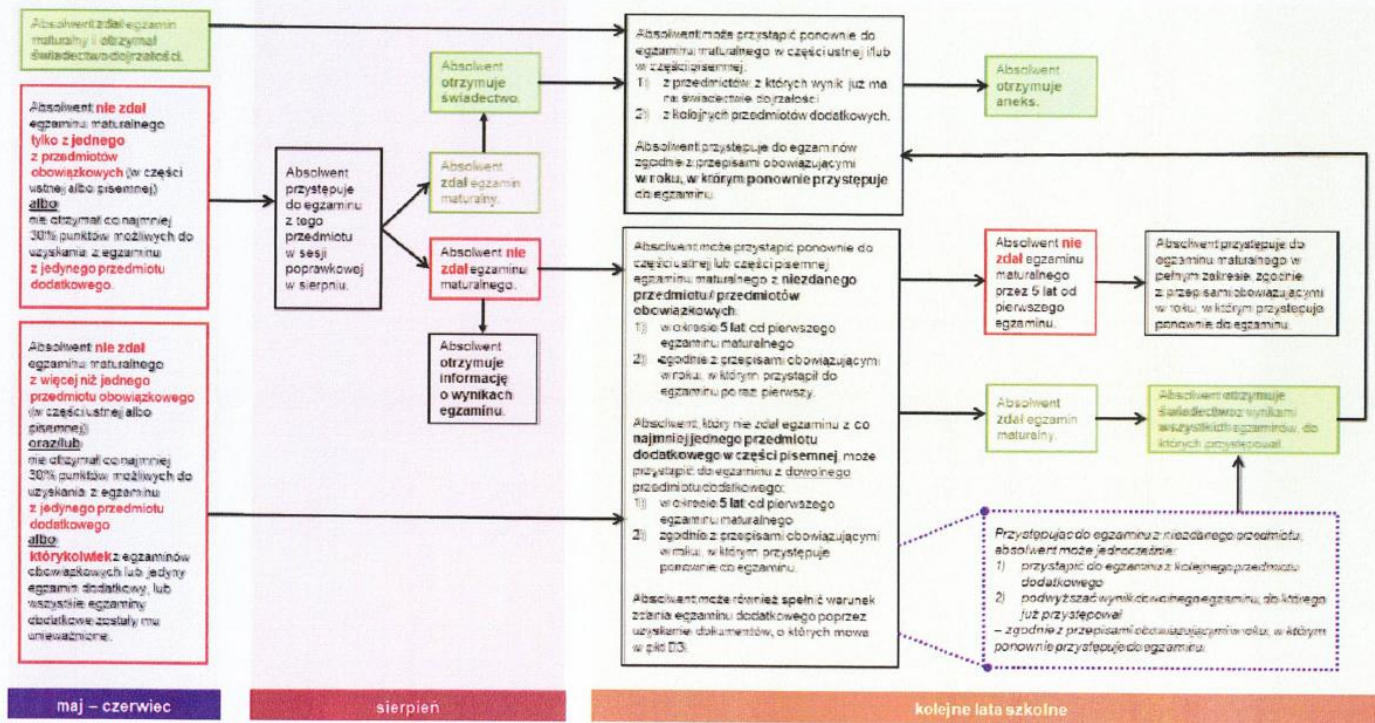 Absolwent zdał egzamin
maturalny i otrzymał
świadectwo dojrzałości.
Absolwent nie zdał
egzaminu maturalnego
tylko z jednego
z przedmiotów
obowiązkowych (w części
ustnej albo pisemnej)
albo
nie otrzymał co najmniej
30% punktów możliwych do
uzyskania z egzaminu
z jedynego przedmiotu
dodatkowego.
Absolwent nie zdał
egzaminu maturalnego
z więcej niż jednego
przedmiotu obowiązkowego
(w części ustnej albo
pisemnej)
oraz/lub
nie otrzymał co najmniej
30% punktów możliwych do
uzyskania z egzaminu
z jedynego przedmiotu
dodatkowego
albo
którykolwiek z egzaminów
obowiązkowych lub jedyny
egzamin dodatkowy, lub
wszystkie egzaminy
dodatkowe zostały mu
unieważnione.
Absolwent
przystępuje
do egzaminu
z tego
przedmiotu
w sesji
poprawkowej
w sierpniu.
Absolwent
otrzymuje
świadectwo.
Absolwent
zdał egzamin
maturalny.
Absolwent nie
zdał egzaminu
maturalnego.
Absolwent
otrzymuje
informację
o wynikach
egzaminu.
Absolwent może przystąpić ponownie do
egzaminu maturalnego w części ustnej i/lub
w części pisemnej:
1) z przedmiotów, z których wynik już ma
na świadectwie dojrzałości
2) z kolejnych przedmiotów dodatkowych.
Absolwent przystępuje do egzaminów
zgodnie z przepisami obowiązującymi
w roku, w którym ponownie przystępuje
do egzaminu.
Absolwent
otrzymuje
aneks.
Absolwent może przystąpić ponownie do
części ustnej lub części pisemnej
egzaminu maturalnego z niezdanego
przedmiotu / przedmiotów
obowiązkowych:
1) w okresie 5 lat od pierwszego
egzaminu maturalnego
2) zgodnie z przepisami obowiązującymi
w roku, w którym przystąpił do
egzaminu po raz pierwszy.
Absolwent, który nie zdał egzaminu z co
najmniej jednego przedmiotu
dodatkowego w części pisemnej, może
przystąpić do egzaminu z dowolnego
przedmiotu dodatkowego:
1) w okresie 5 lat od pierwszego
egzaminu maturalnego
2) zgodnie z przepisami obowiązującymi
w roku, w którym przystępuje
ponownie do egzaminu.
Absolwent może również spełnić warunek
zdania egzaminu dodatkowego poprzez
uzyskanie dokumentów, o których mowa
w pkt D3.
Absolwent nie
zdał egzaminu
maturalnego
przez 5 lat od
pierwszego
egzaminu.
Absolwent przystępuje do
egzaminu maturalnego w
pełnym zakresie, zgodnie
z przepisami obowiązującymi
w roku, w którym przystępuje
ponownie do egzaminu.
Absolwent
zdał egzamin
maturalny.
Absolwent otrzymuje
świadectwo z wynikami
wszystkich egzaminów, do
których przystępował.
Przystępując do egzaminu z niezdanego przedmiotu,
absolwent może jednocześnie:
1) przystąpić do egzaminu z kolejnego przedmiotu
dodatkowego
2) podwyższać wynik dowolnego egzaminu, do którego
już przystępował
– zgodnie z przepisami obowiązującymi w roku, w którym
ponownie przystępuje do egzaminu.
maj – czerwiec
sierpień
kolejne lata szkolne